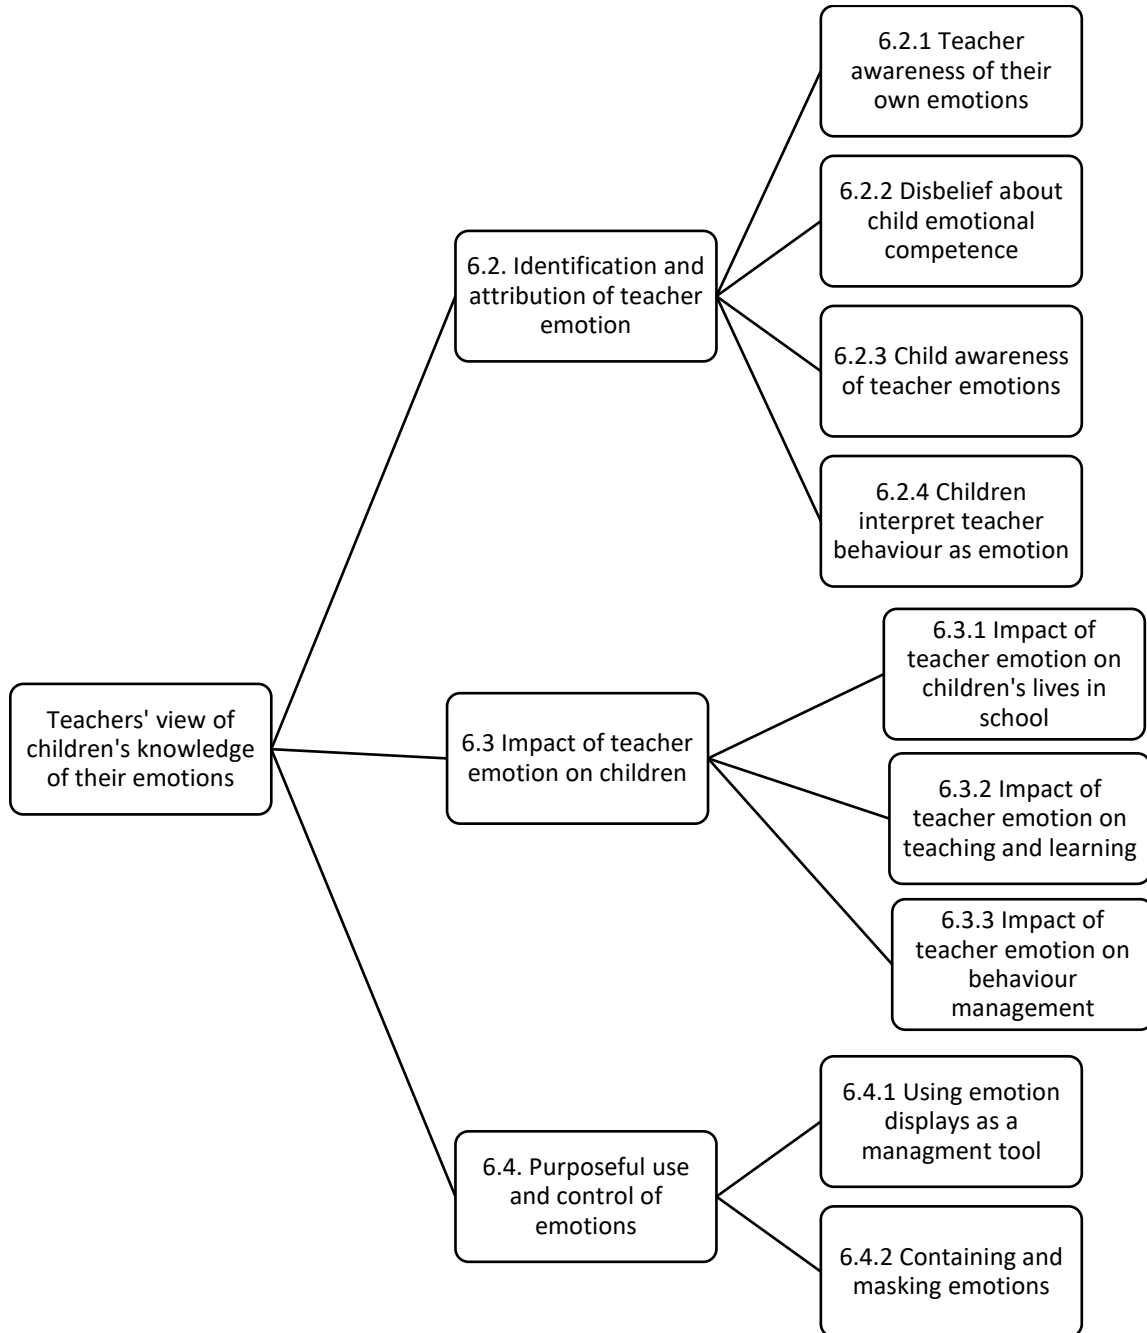 Teachers' view of
children's knowledge
of their emotions
6.2. Identification and
attribution of teacher
emotion
6.2.1 Teacher
awareness of their
own emotions
6.2.2 Disbelief about
child emotional
competence
6.2.3 Child awareness
of teacher emotions
6.2.4 Children
interpret teacher
behaviour as emotion
6.3 Impact of teacher
emotion on children
6.3.1 Impact of
teacher emotion on
children's lives in
school
6.3.2 Impact of
teacher emotion on
teaching and learning
6.3.3 Impact of
teacher emotion on
behaviour
management
6.4. Purposeful use
and control of
emotions
6.4.1 Using emotion
displays as a
managment tool
6.4.2 Containing and
masking emotions